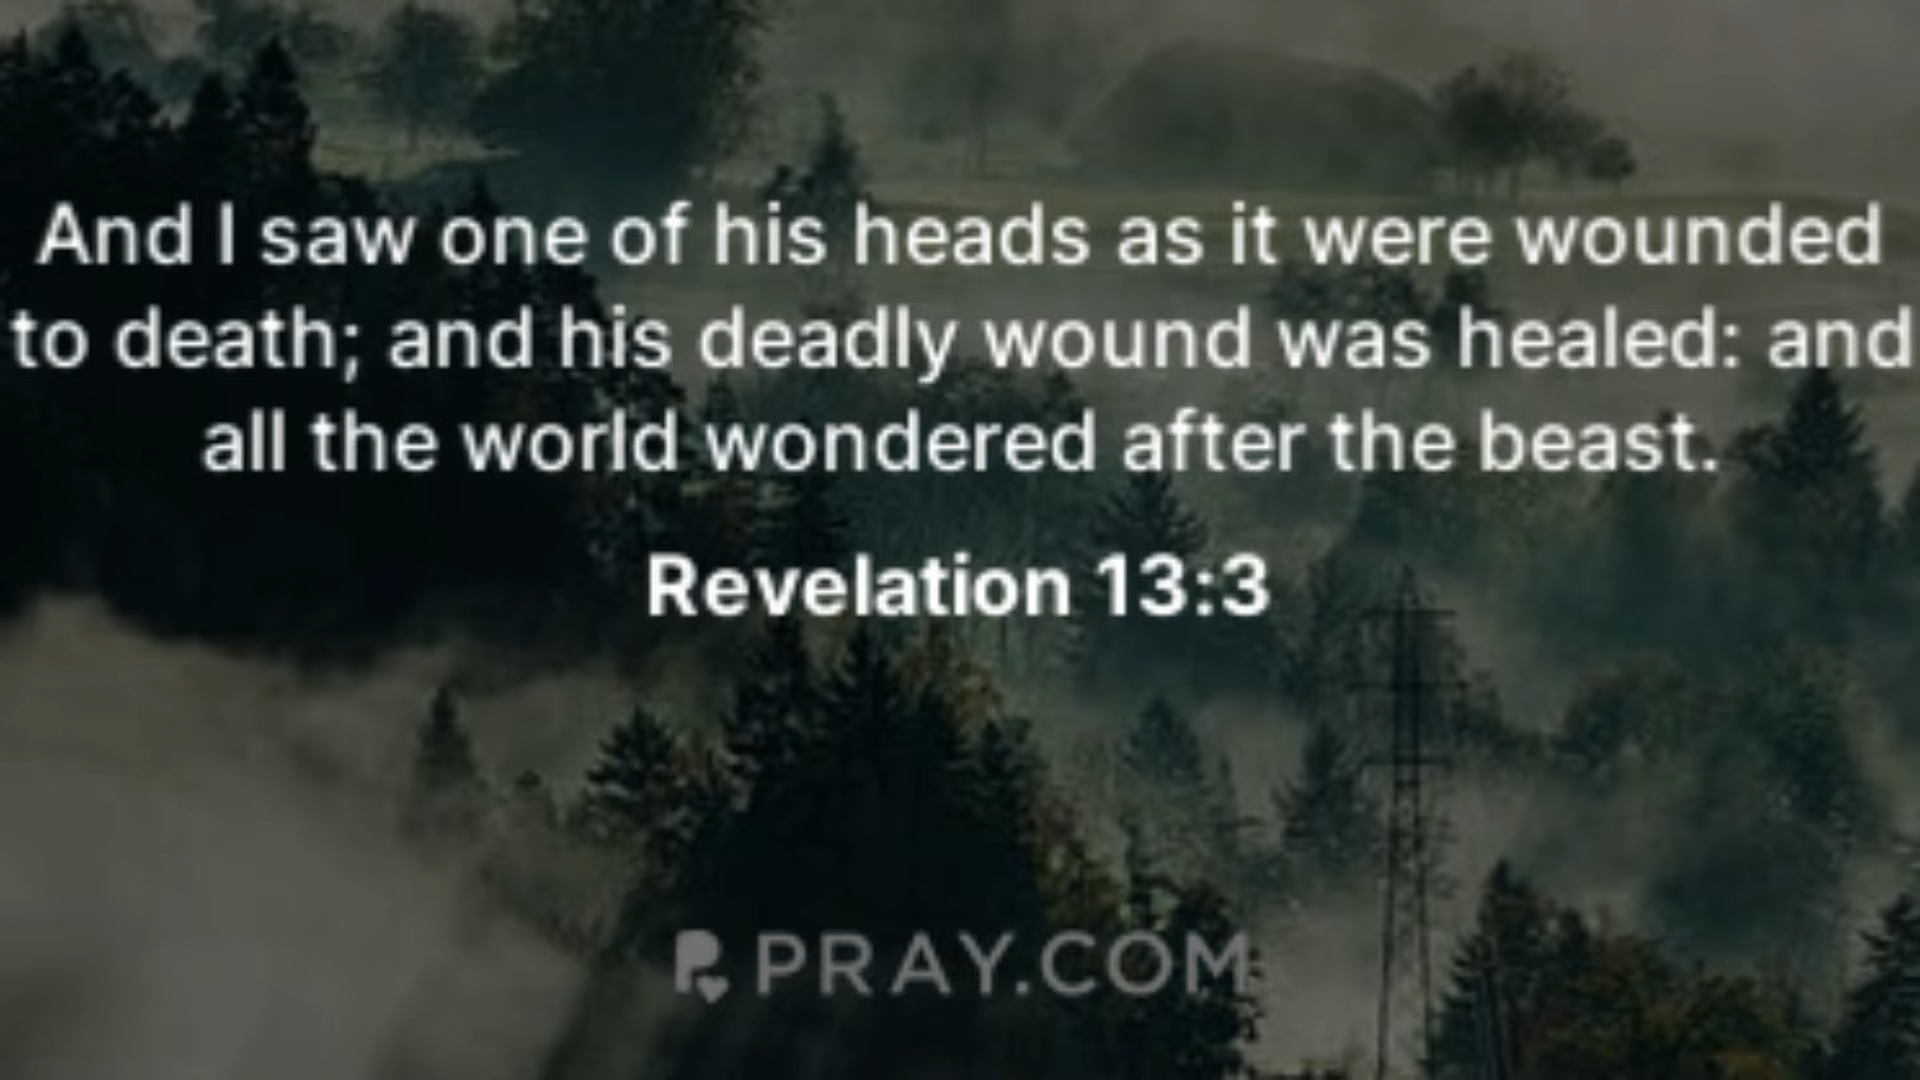 And I saw one of his heads as it were wounded
to death; and his deadly wound was healed: and
all the world wondered after the beast.
Revelation 13:3
PRAY.COM